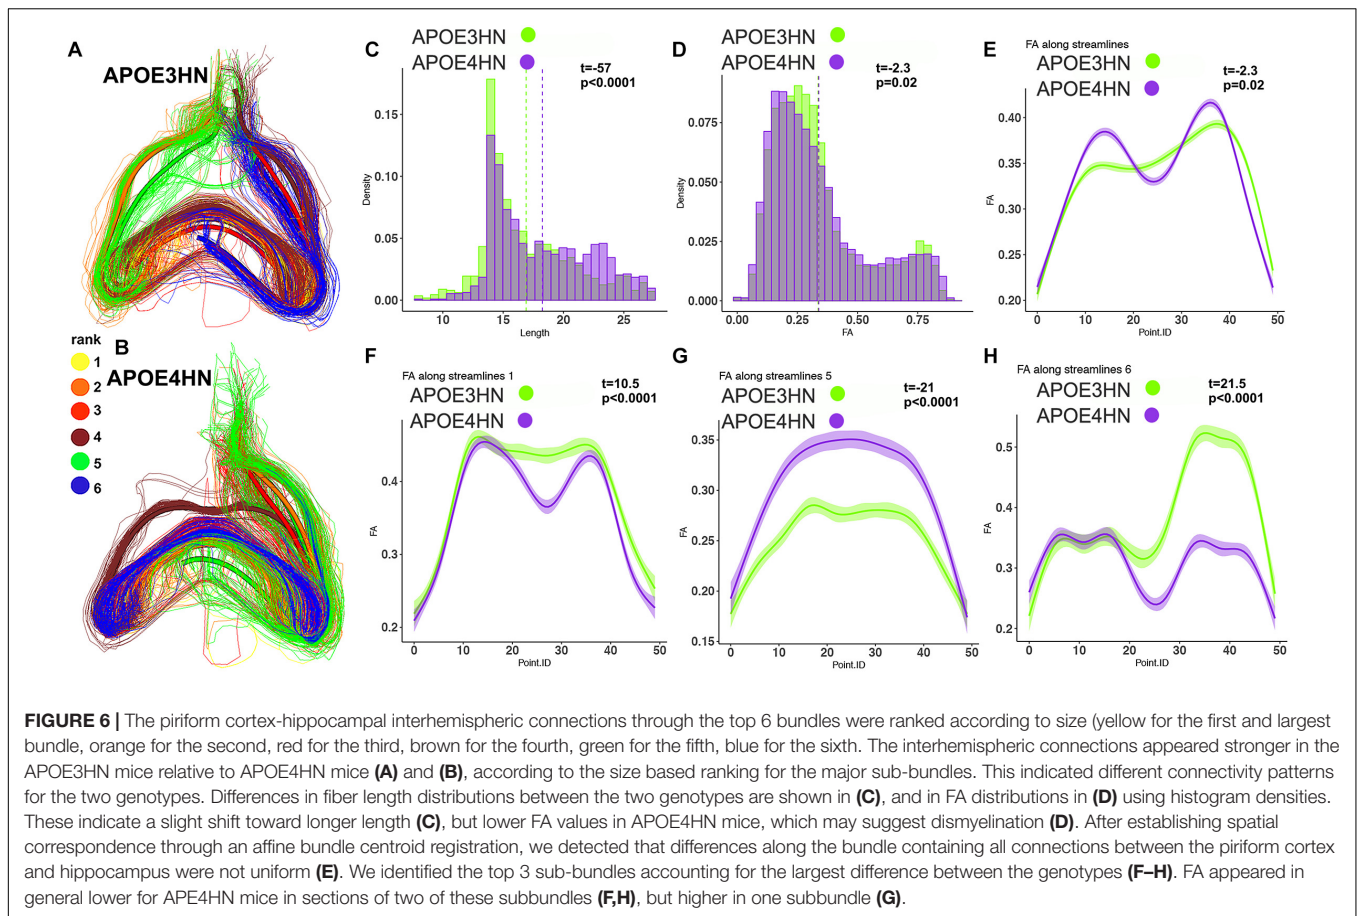 A
APOE3HN
rank
1
2
3
4
5
6
B
APOE4HN
C
APOE3HN
APOE4HN
t=-57
p<0.0001
Density
0.15
0.10
0.05
0.00
10 15 20 25
Length
D
APOE3HN
APOE4HN
t=-2.3
p=0.02
Density
0.075
0.050
0.025
0.000
0.00 0.25 0.50 0.75
FA
E
FA along streamlines
APOE3HN
APOE4HN
t=-2.3
p=0.02
FA
0.40
0.35
0.30
0.25
0.20
0 10 20 30 40 50
Point.ID
F
FA along streamlines 1
APOE3HN
APOE4HN
t=10.5
p<0.0001
FA
0.4
0.3
0.2
0 10 20 30 40 50
Point.ID
G
FA along streamlines 5
APOE3HN
APOE4HN
t=-21
p<0.0001
FA
0.35
0.30
0.25
0.20
0.15
0 10 20 30 40 50
Point.ID
H
FA along streamlines 6
APOE3HN
APOE4HN
t=21.5
p<0.0001
FA
0.5
0.4
0.3
0.2
0 10 20 30 40 50
Point.ID
FIGURE 6 | The piriform cortex-hippocampal interhemispheric connections through the top 6 bundles were ranked according to size (yellow for the first and largest
bundle, orange for the second, red for the third, brown for the fourth, green for the fifth, blue for the sixth. The interhemispheric connections appeared stronger in the
APOE3HN mice relative to APOE4HN mice (A) and (B), according to the size based ranking for the major sub-bundles. This indicated different connectivity patterns
for the two genotypes. Differences in fiber length distributions between the two genotypes are shown in (C), and in FA distributions in (D) using histogram densities.
These indicate a slight shift toward longer length (C), but lower FA values in APOE4HN mice, which may suggest dismyelination (D). After establishing spatial
correspondence through an affine bundle centroid registration, we detected that differences along the bundle containing all connections between the piriform cortex
and hippocampus were not uniform (E). We identified the top 3 sub-bundles accounting for the largest difference between the genotypes (F–H). FA appeared in
general lower for APE4HN mice in sections of two of these subbundles (F,H), but higher in one subbundle (G).